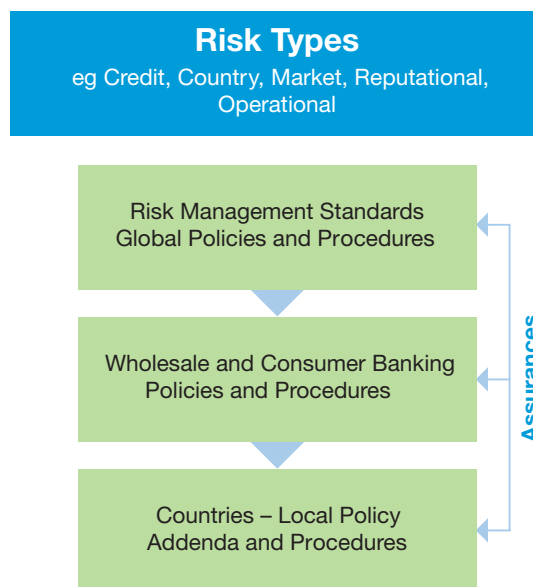 Risk Types
eg Credit, Country, Market, Reputational,
Operational
Risk Management Standards
Global Policies and Procedures
Wholesale and Consumer Banking
Policies and Procedures
Countries – Local Policy
Addenda and Procedures
Assurances